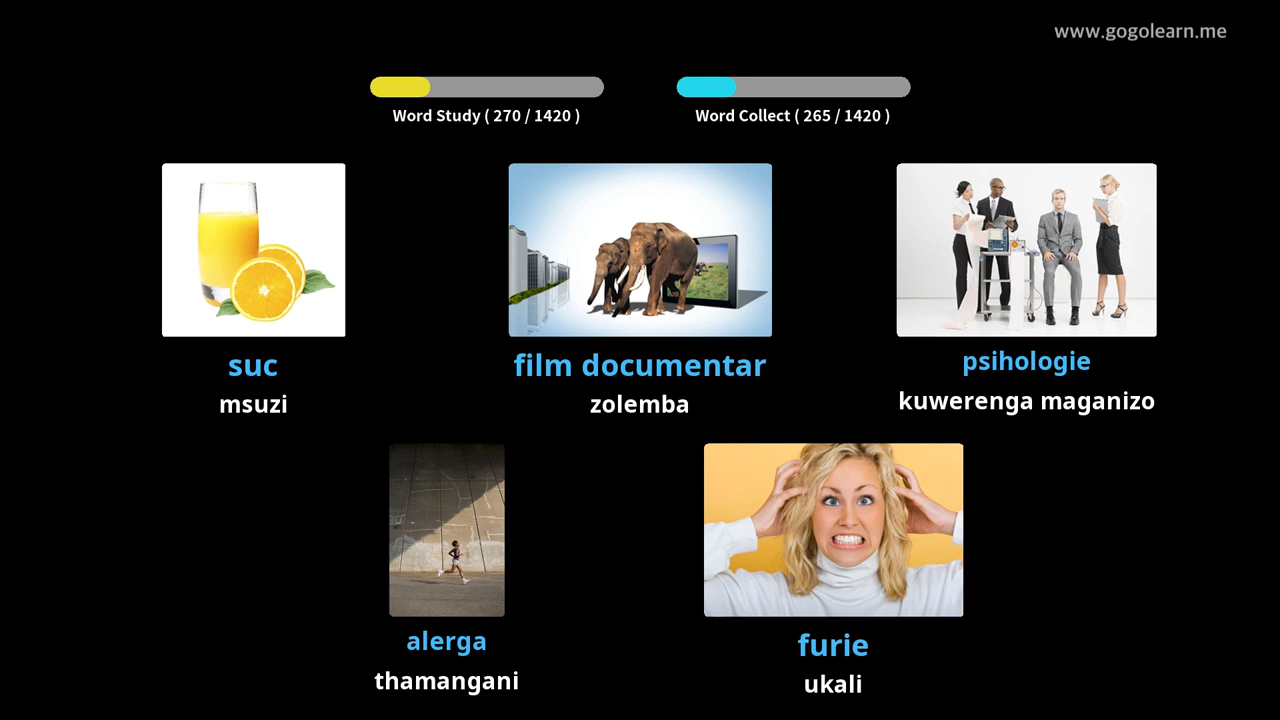 www.gogolearn.me
Word Study ( 270 / 1420 )
Word Collect ( 265 / 1420 )
suc
msuzi
film documentar
zolemba
psihologie
kuwerenga maganizo
alerga
thamangani
furie
ukali